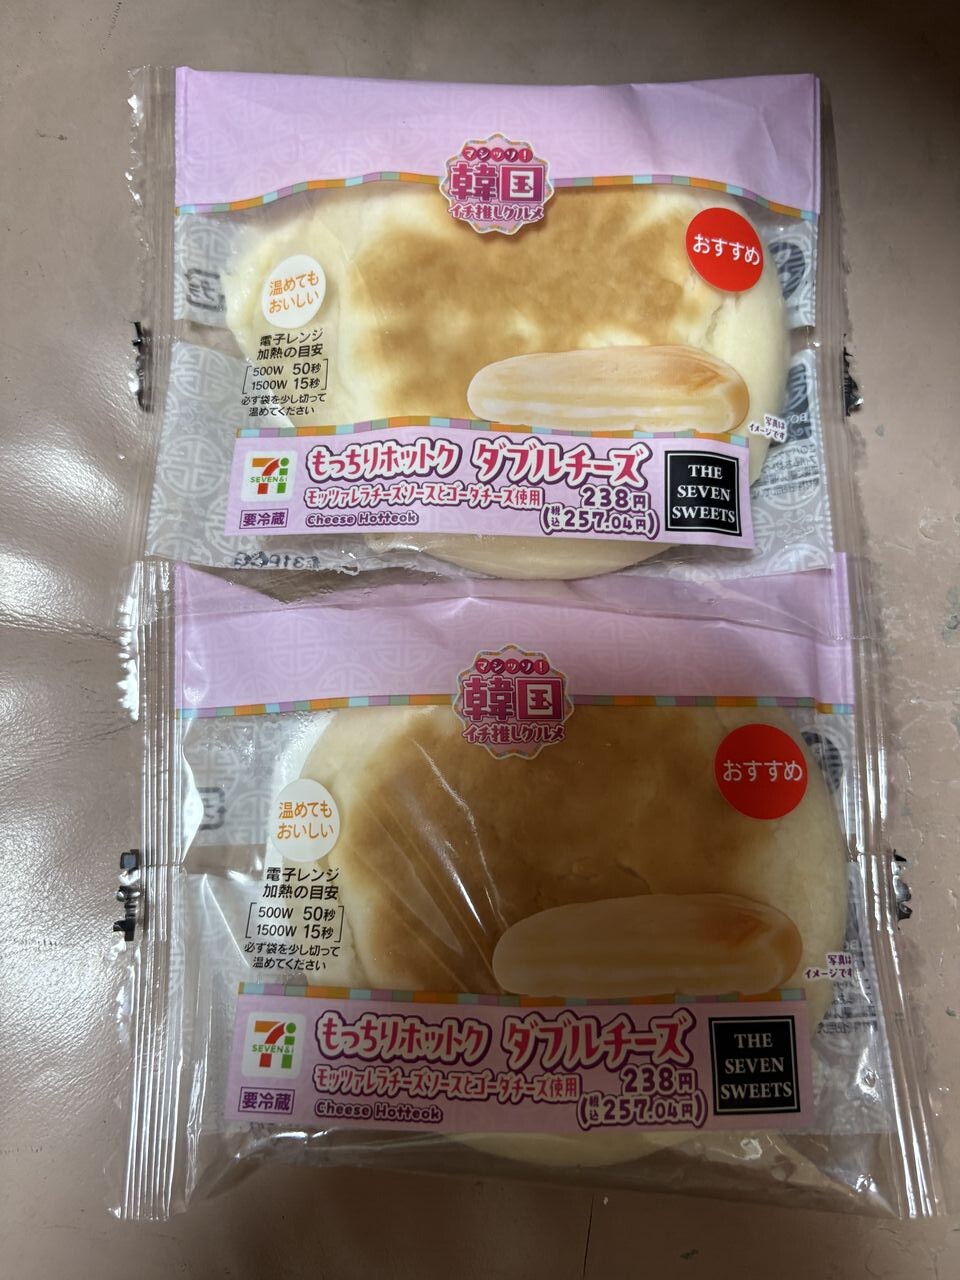 マシッソ!
韓国
イチ推しグルメ
おすすめ
温めても
おいしい
電子レンジ
加熱の目安
500W 50秒
1500W 15秒
必ず袋を少し切って
温めてください
写真は
イメージです
7i
SEVEN&i
もっちりホットク ダブルチーズ
モッツァレラチーズソースとゴーダチーズ使用
238円
(税込257.04円)
要冷蔵
Cheese Hotteok
THE
SEVEN
SWEETS
マシッソ!
韓国
イチ推しグルメ
おすすめ
温めても
おいしい
電子レンジ
加熱の目安
500W 50秒
1500W 15秒
必ず袋を少し切って
温めてください
写真は
イメージです
7i
SEVEN&i
もっちりホットク ダブルチーズ
モッツァレラチーズソースとゴーダチーズ使用
238円
(税込257.04円)
要冷蔵
Cheese Hotteok
THE
SEVEN
SWEETS